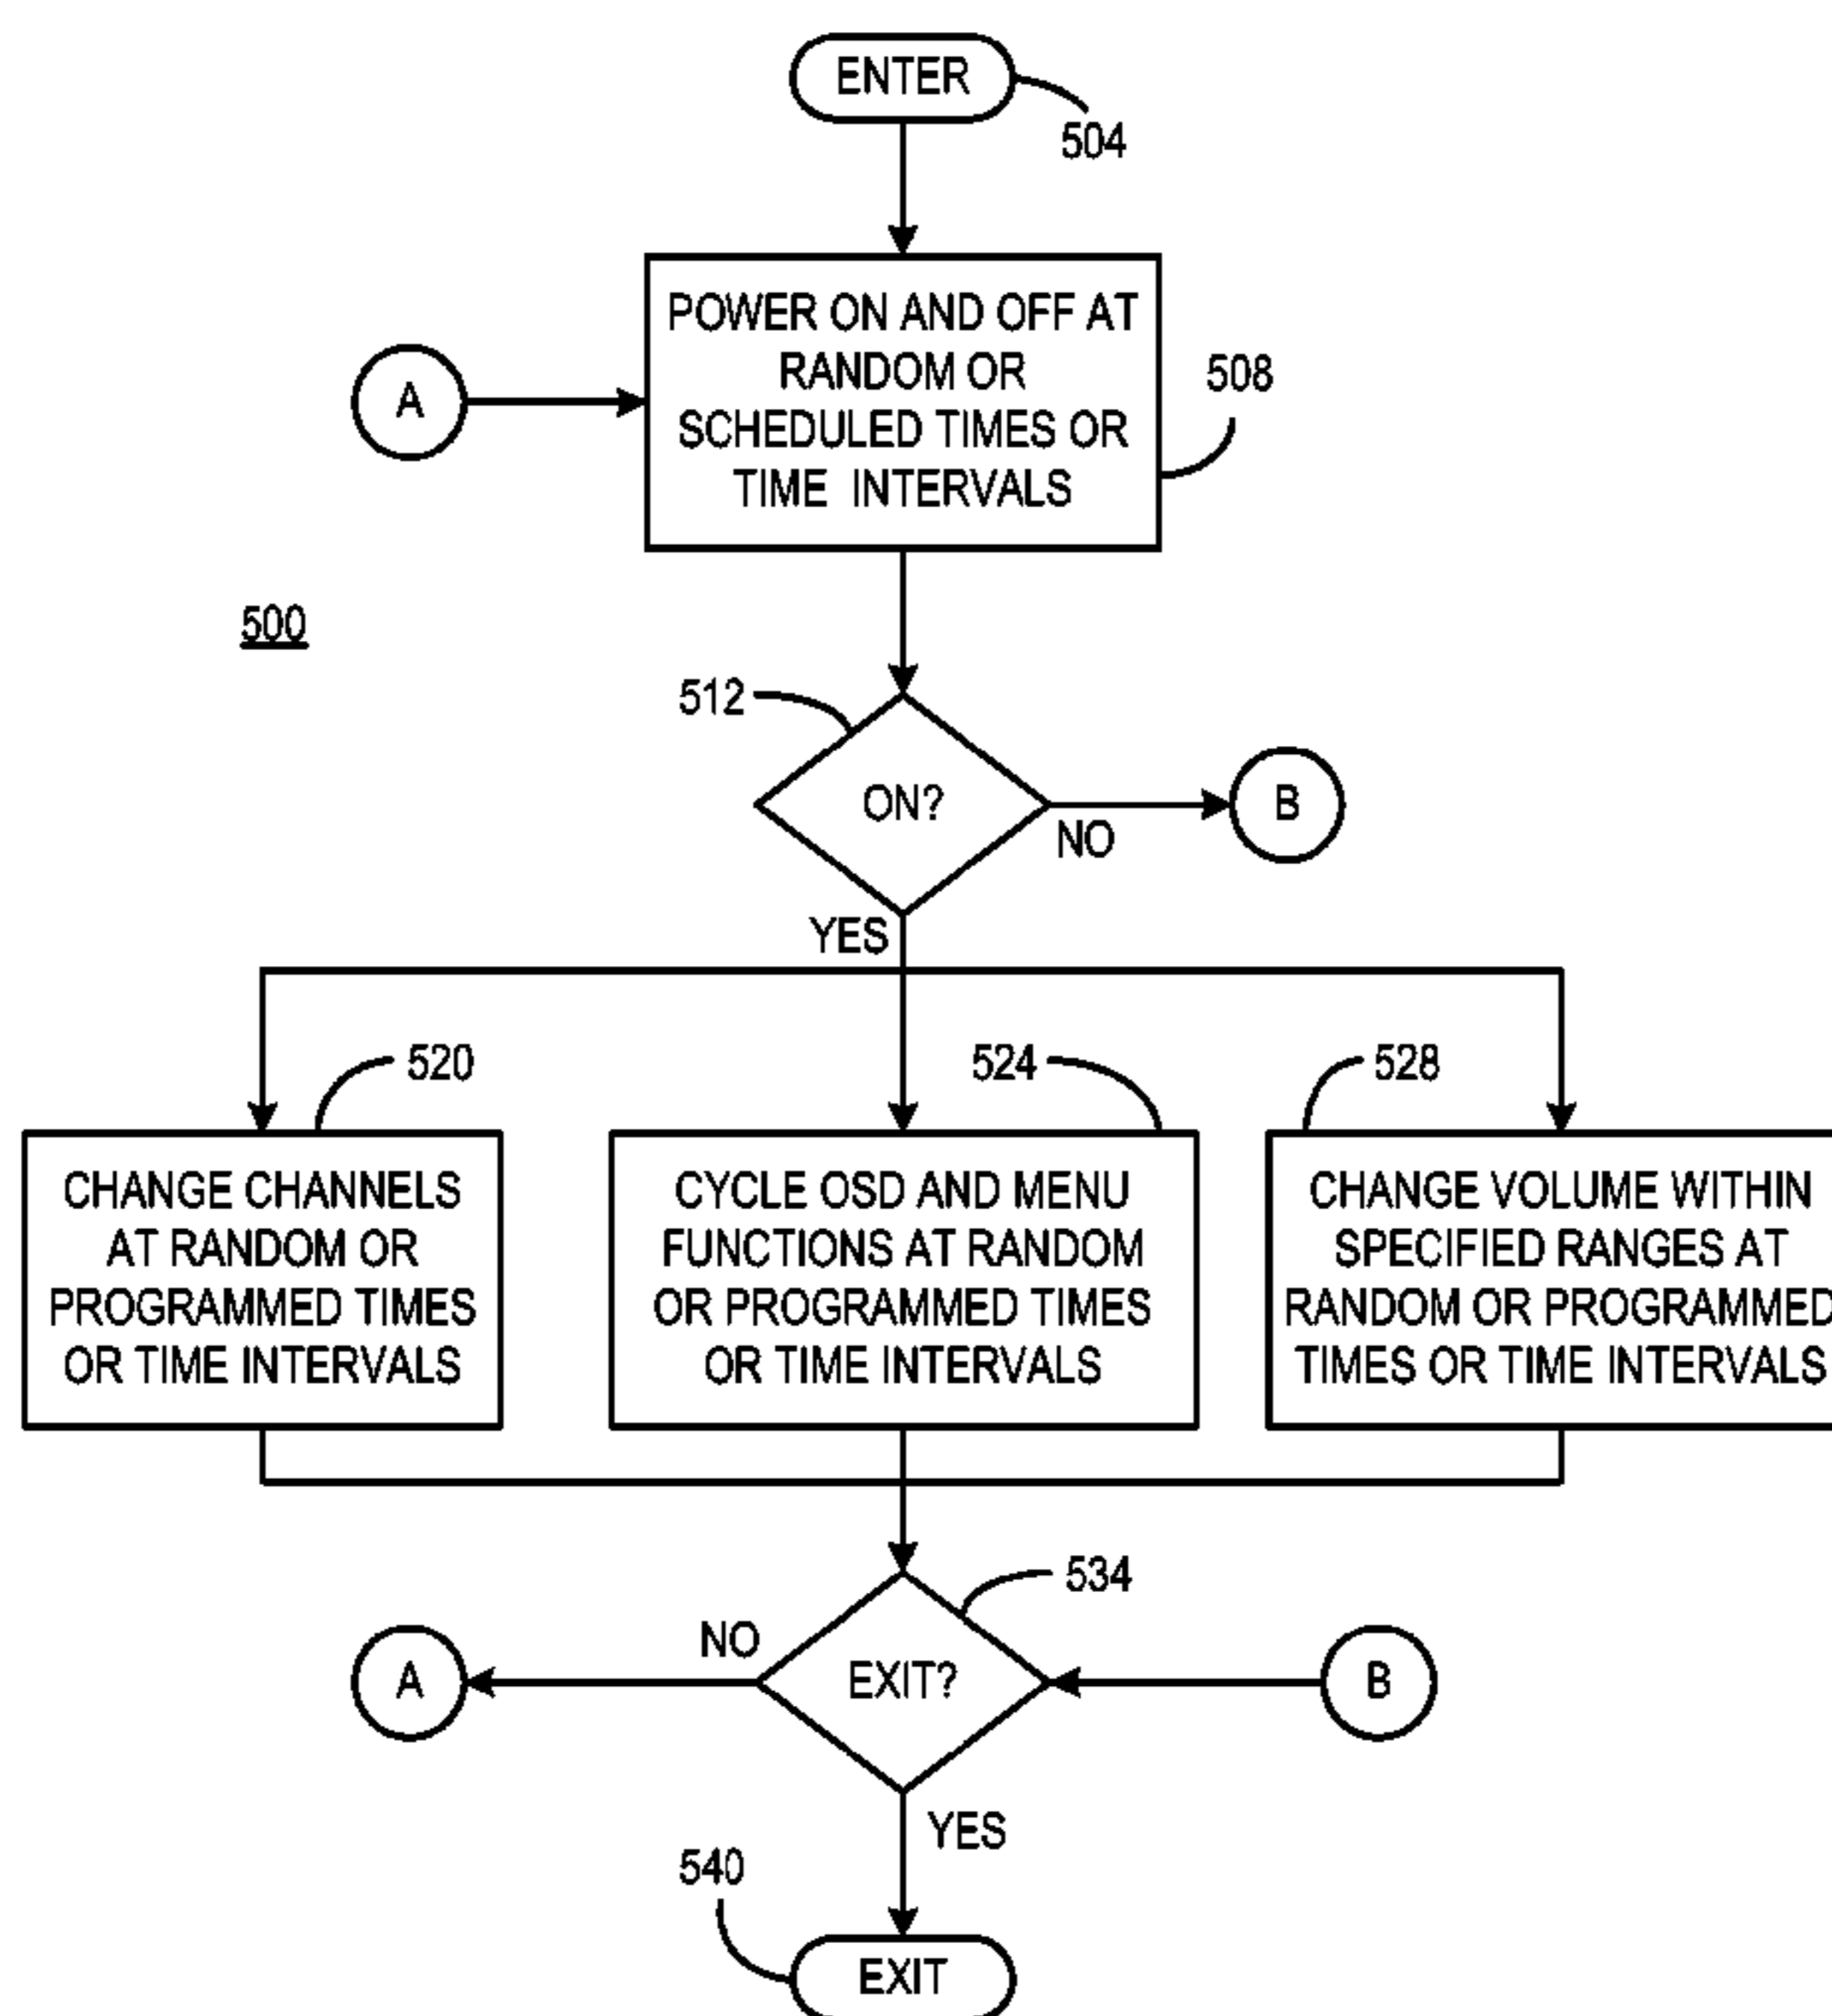 ENTER
504
POWER ON AND OFF AT
RANDOM OR
SCHEDULED TIMES OR
TIME INTERVALS
508
A
500
512
ON?
NO
B
YES
520
524
528
CHANGE CHANNELS
AT RANDOM OR
PROGRAMMED TIMES
OR TIME INTERVALS
CYCLE OSD AND MENU
FUNCTIONS AT RANDOM
OR PROGRAMMED TIMES
OR TIME INTERVALS
CHANGE VOLUME WITHIN
SPECIFIED RANGES AT
RANDOM OR PROGRAMMED
TIMES OR TIME INTERVALS
534
NO
A
EXIT?
B
YES
540
EXIT